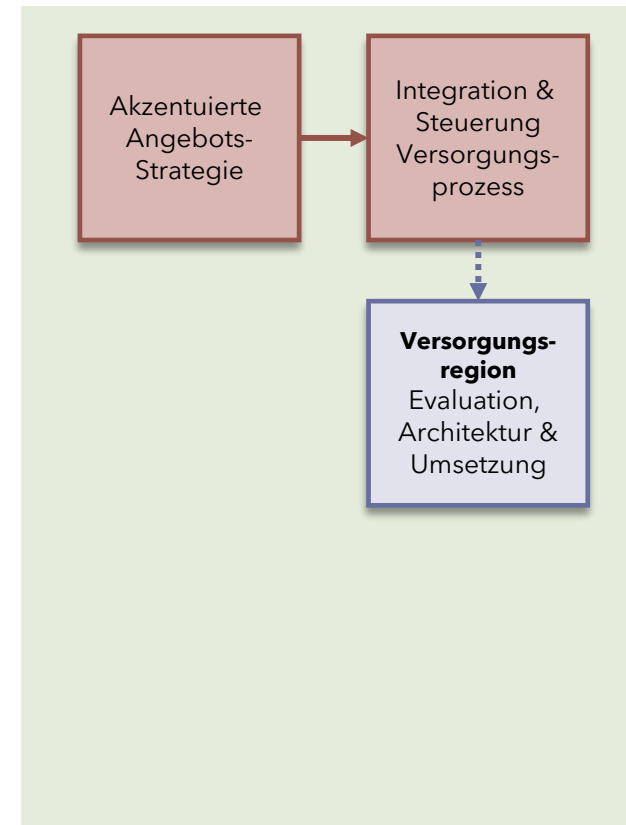 Akzentuierte
Angebots-
Strategie
Integration &
Steuerung
Versorgungs-
prozess
Versorgungs-
region
Evaluation,
Architektur &
Umsetzung